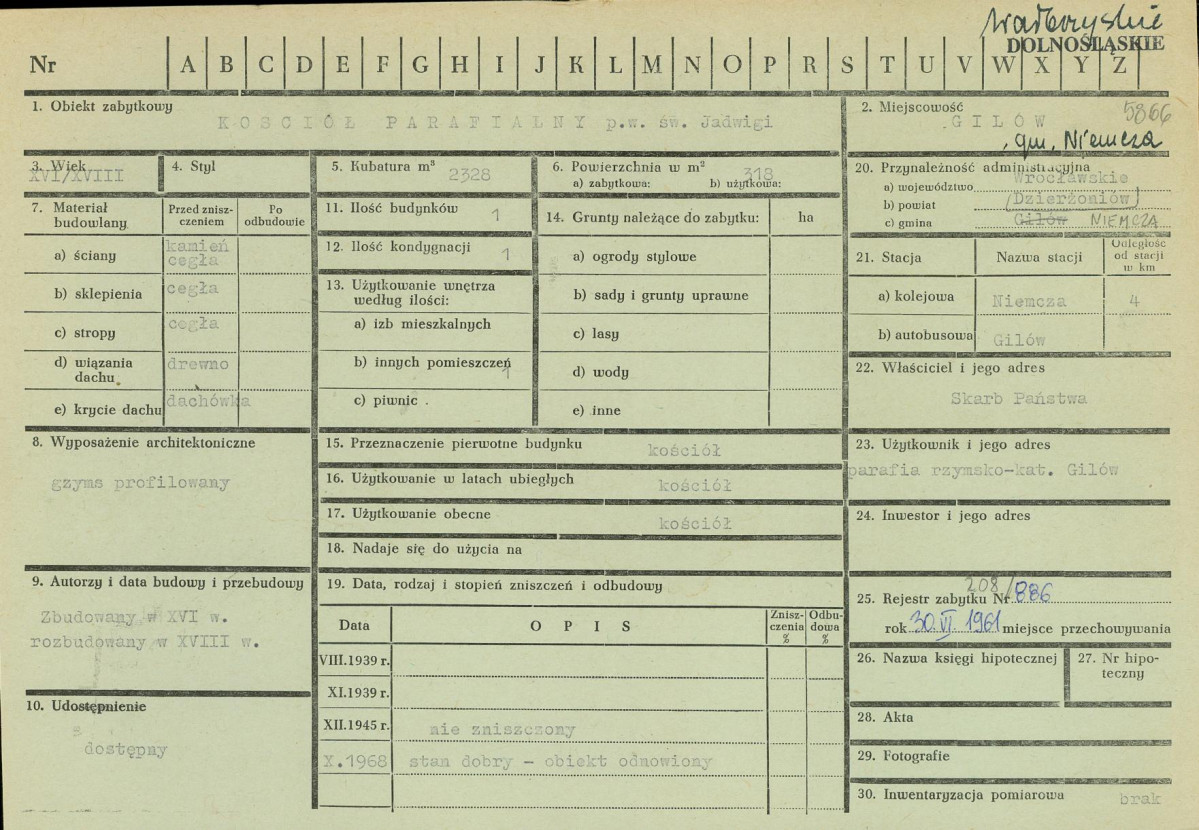 Wałbrzyskie
DOLNOŚLĄSKIE
Nr A B C D E F G H I J K L M N O P R S T U V W X Y Z
1. Obiekt zabytkowy
KOSCIÓŁ PARAFIALNY p.w. św. Jadwigi
2. Miejscowość 5866
GILÓW
, gm. Niemcza
3. Wiek
XVI/XVIII
4. Styl
5. Kubatura m³
2328
6. Powierzchnia w m²
318
a) zabytkowa: b) użytkowa:
20. Przynależność administracyjna
a) województwo Wrocławskie
b) powiat (Dzierżoniów)
c) gmina Gilów NIEMCZA
7. Materiał budowlany
Przed zniszczeniem
Po odbudowie
a) ściany kamień
cegła
b) sklepienia cegła
c) stropy cegła
d) wiązania dachu drewno
e) krycie dachu dachówka
11. Ilość budynków 1
12. Ilość kondygnacji 1
13. Użytkowanie wnętrza
według ilości:
a) izb mieszkalnych
b) innych pomieszczeń 1
c) piwnic
14. Grunty należące do zabytku: ha
a) ogrody stylowe
b) sady i grunty uprawne
c) lasy
d) wody
e) inne
21. Stacja Nazwa stacji Odległość od stacji w km
a) kolejowa Niemcza 4
b) autobusowa Gilów
22. Właściciel i jego adres
Skarb Państwa
8. Wyposażenie architektoniczne
gzyms profilowany
15. Przeznaczenie pierwotne budynku kościół
16. Użytkowanie w latach ubiegłych kościół
17. Użytkowanie obecne kościół
18. Nadaje się do użycia na
23. Użytkownik i jego adres
parafia rzymsko-kat. Gilów
24. Inwestor i jego adres
9. Autorzy i data budowy i przebudowy
Zbudowany w XVI w.
rozbudowany w XVIII w.
10. Udostępnienie
dostępny
19. Data, rodzaj i stopień zniszczeń i odbudowy
Data OPIS Zniszczenia % Odbudowa %
VIII.1939 r.
XI.1939 r.
XII.1945 r. nie zniszczony
X.1968 stan dobry - obiekt odnowiony
25. Rejestr zabytku Nr 208/886
rok 30 VI 1961 miejsce przechowywania
26. Nazwa księgi hipotecznej
27. Nr hipoteczny
28. Akta
29. Fotografie
30. Inwentaryzacja pomiarowa brak